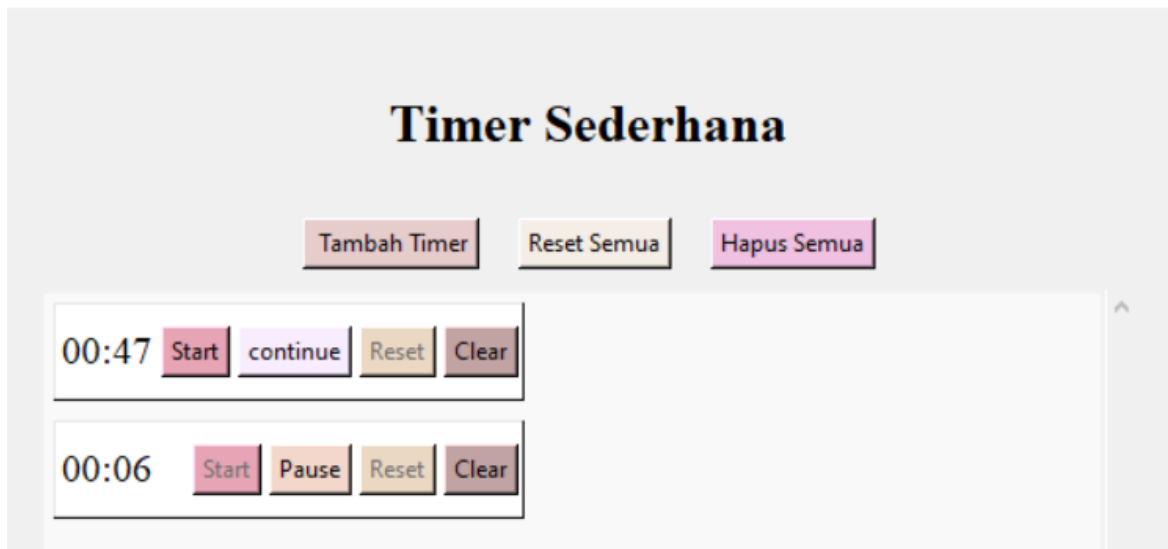 Timer Sederhana
Tambah Timer Reset Semua Hapus Semua
00:47 Start continue Reset Clear
00:06 Start Pause Reset Clear